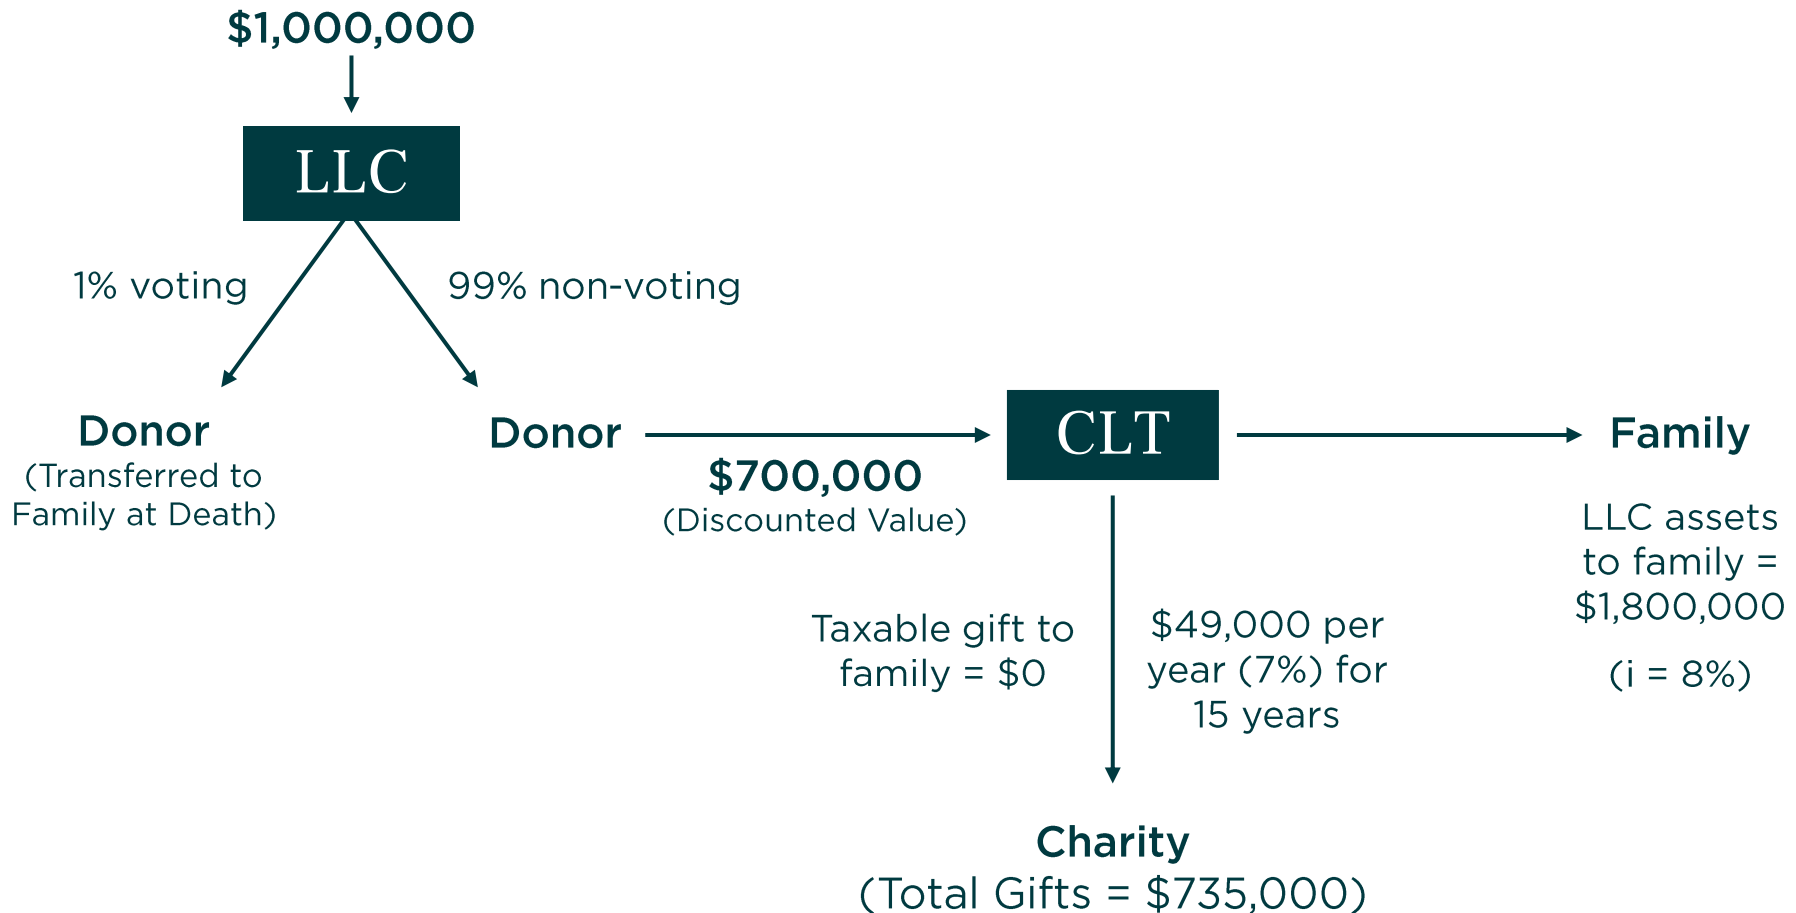 $1,000,000
LLC
1% voting
99% non-voting
Donor
(Transferred to
Family at Death)
Donor
$700,000
(Discounted Value)
CLT
Family
LLC assets
to family =
$1,800,000
(i = 8%)
Taxable gift to
family = $0
$49,000 per
year (7%) for
15 years
Charity
(Total Gifts = $735,000)